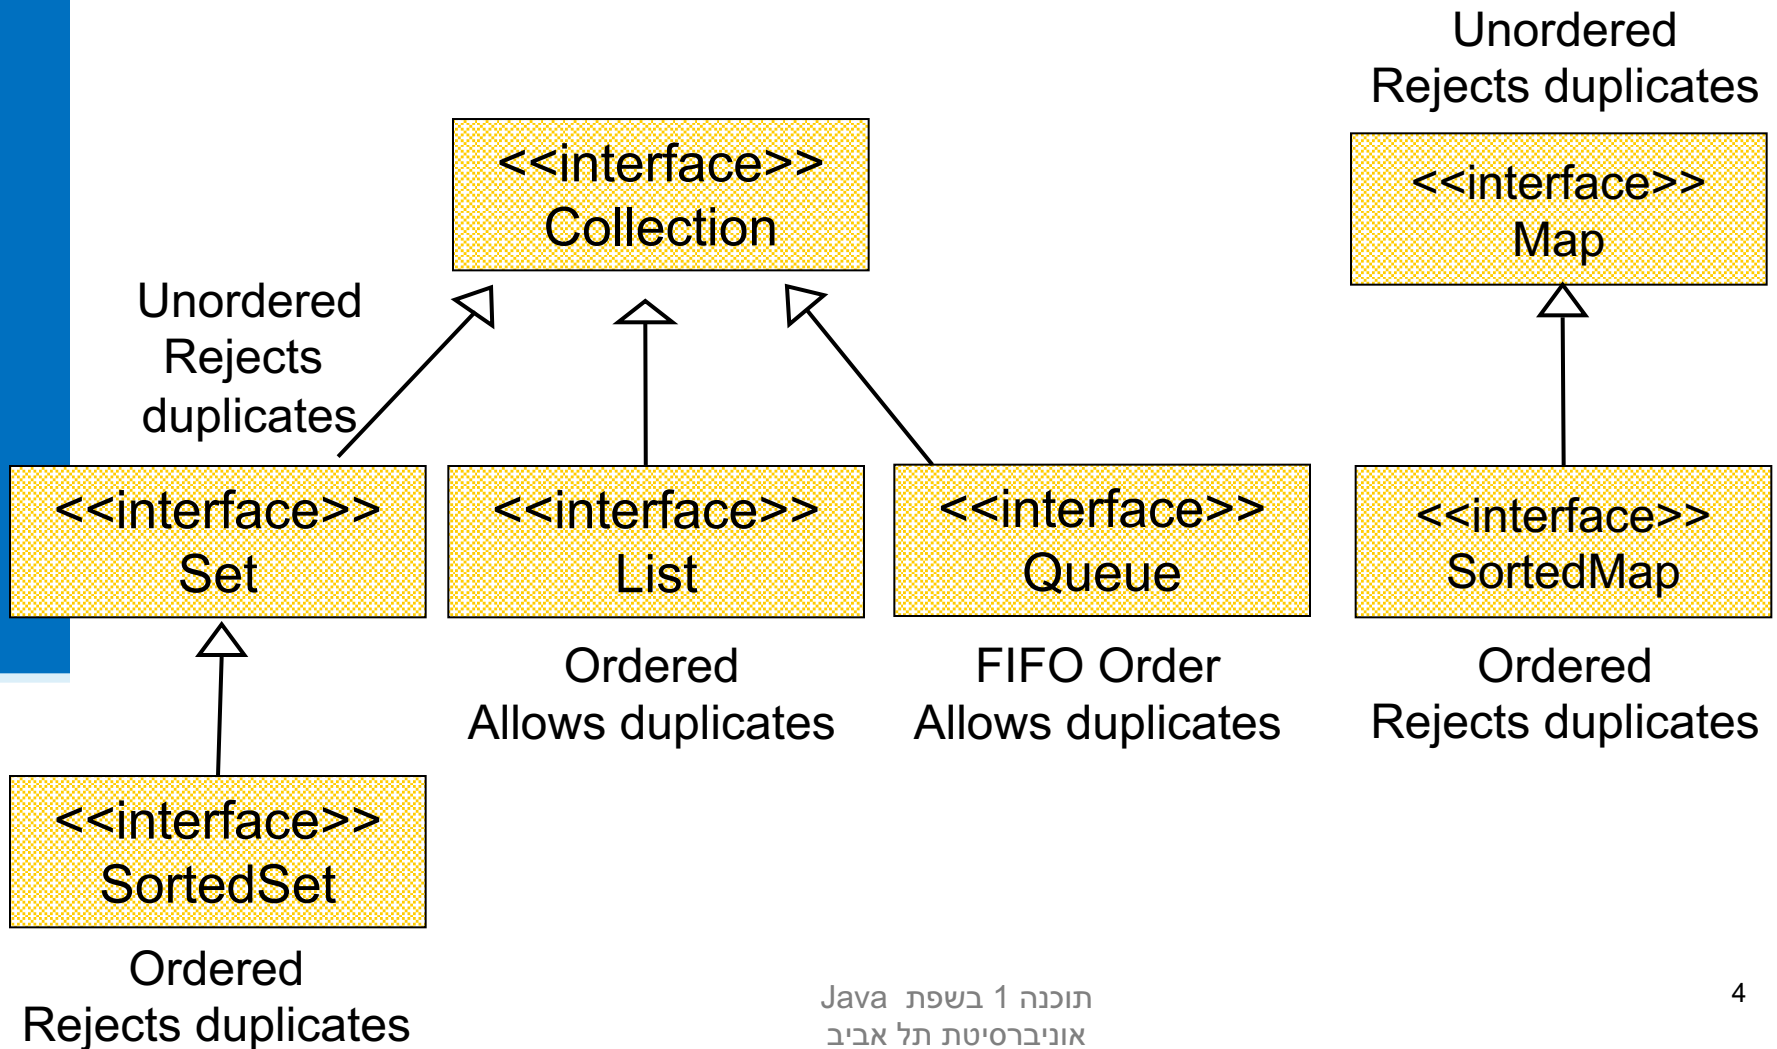 Unordered
Rejects duplicates
<<interface>>
Collection
<<interface>>
Map
Unordered
Rejects
duplicates
<<interface>>
Set
<<interface>>
List
<<interface>>
Queue
<<interface>>
SortedMap
Ordered
Allows duplicates
FIFO Order
Allows duplicates
Ordered
Rejects duplicates
<<interface>>
SortedSet
Ordered
Rejects duplicates
תוכנה 1 בשפת Java
אוניברסיטת תל אביב
4